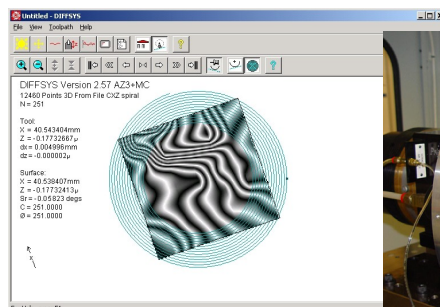 Untitled - DIFFSYS
File View Toolpath Help
DIFFSYS Version 2.57 AZ3+MC
12460 Points 3D From File CXZ spiral
N = 251
Tool:
X = 40.543404mm
Z = -0.17732667µ
dx = 0.004996mm
dz = -0.000002µ
Surface:
X = 40.538407mm
Z = -0.17732413µ
Sr = -0.05823 degs
C = 251.0000
Ø = 251.0000
x